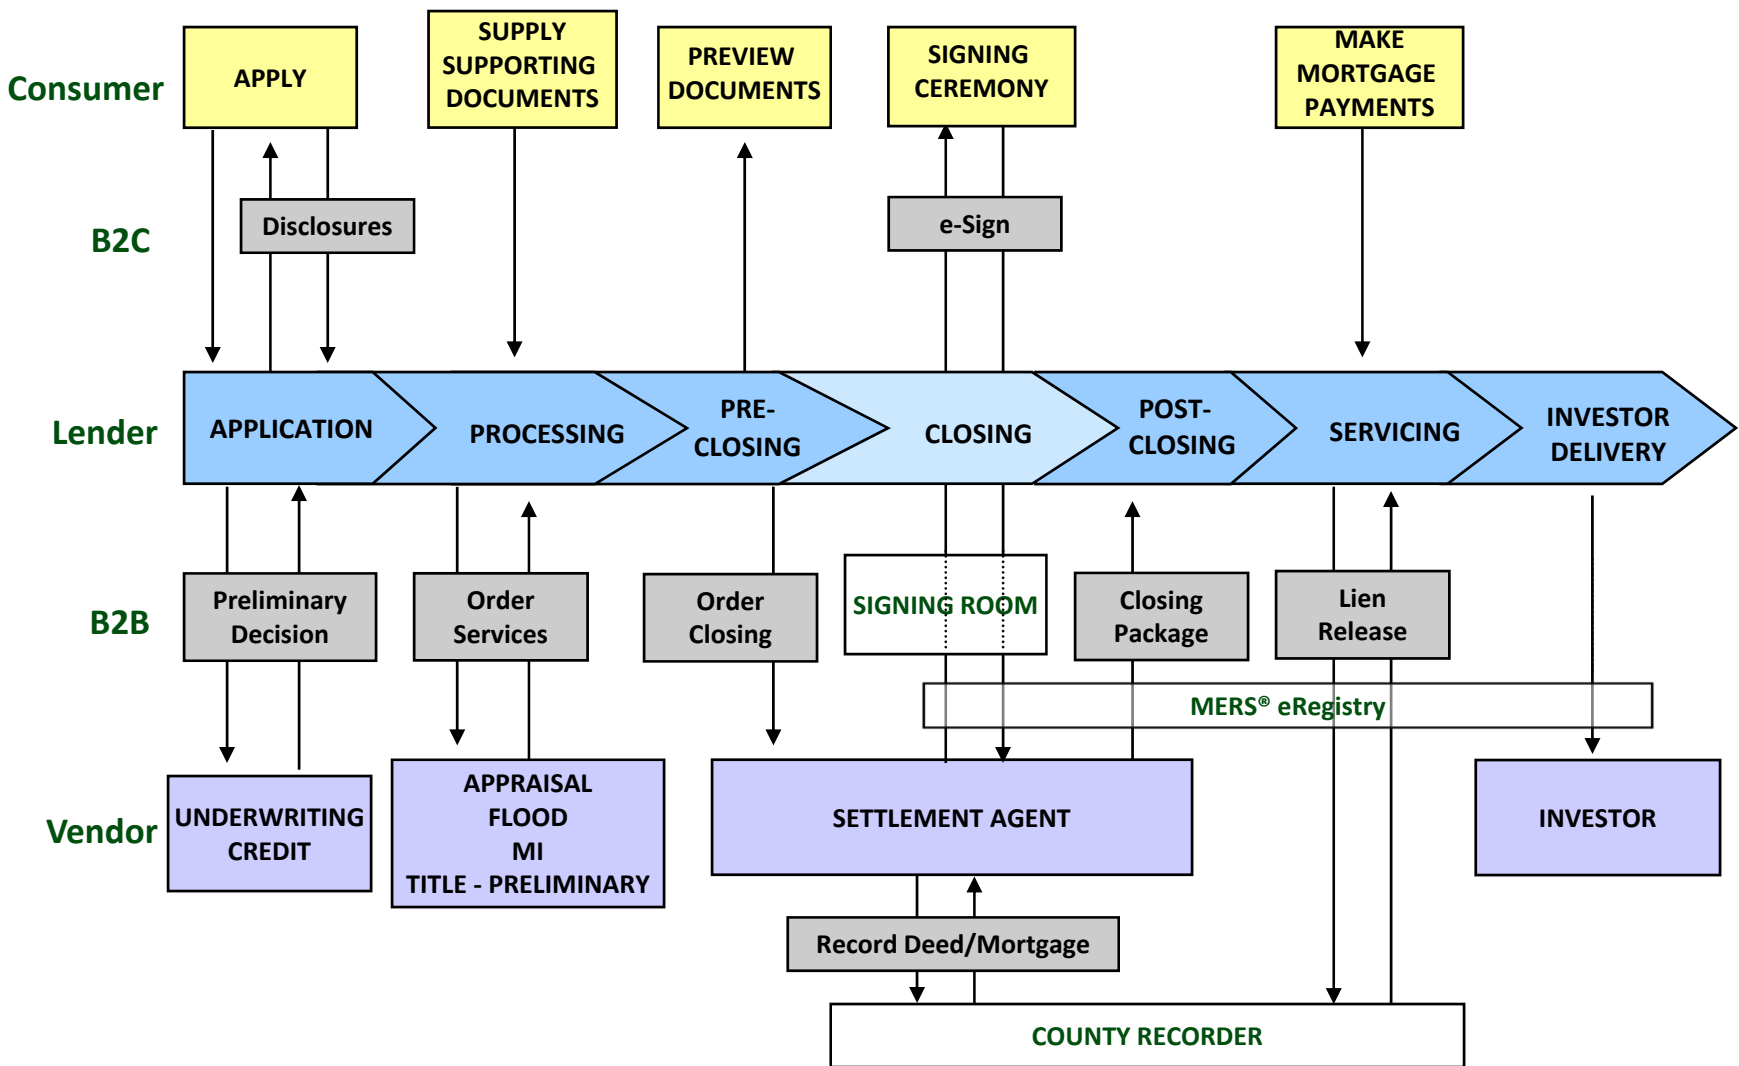 Consumer
APPLY
SUPPLY
SUPPORTING
DOCUMENTS
PREVIEW
DOCUMENTS
SIGNING
CEREMONY
MAKE
MORTGAGE
PAYMENTS
B2C
Disclosures
e-Sign
Lender
APPLICATION
PROCESSING
PRE-
CLOSING
CLOSING
POST-
CLOSING
SERVICING
INVESTOR
DELIVERY
B2B
Preliminary
Decision
Order
Services
Order
Closing
SIGNING ROOM
Closing
Package
Lien
Release
MERS® eRegistry
Vendor
UNDERWRITING
CREDIT
APPRAISAL
FLOOD
MI
TITLE - PRELIMINARY
SETTLEMENT AGENT
INVESTOR
Record Deed/Mortgage
COUNTY RECORDER